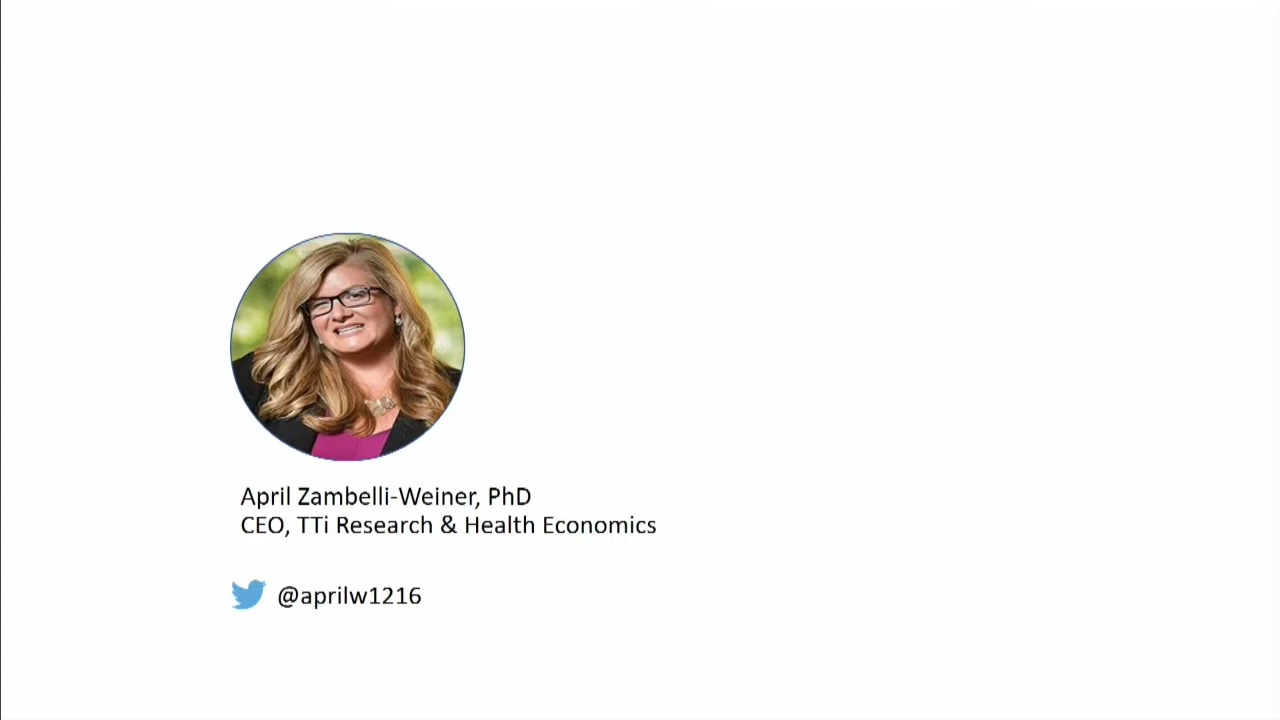 April Zambelli-Weiner, PhD
CEO, TTi Research & Health Economics
@aprilw1216